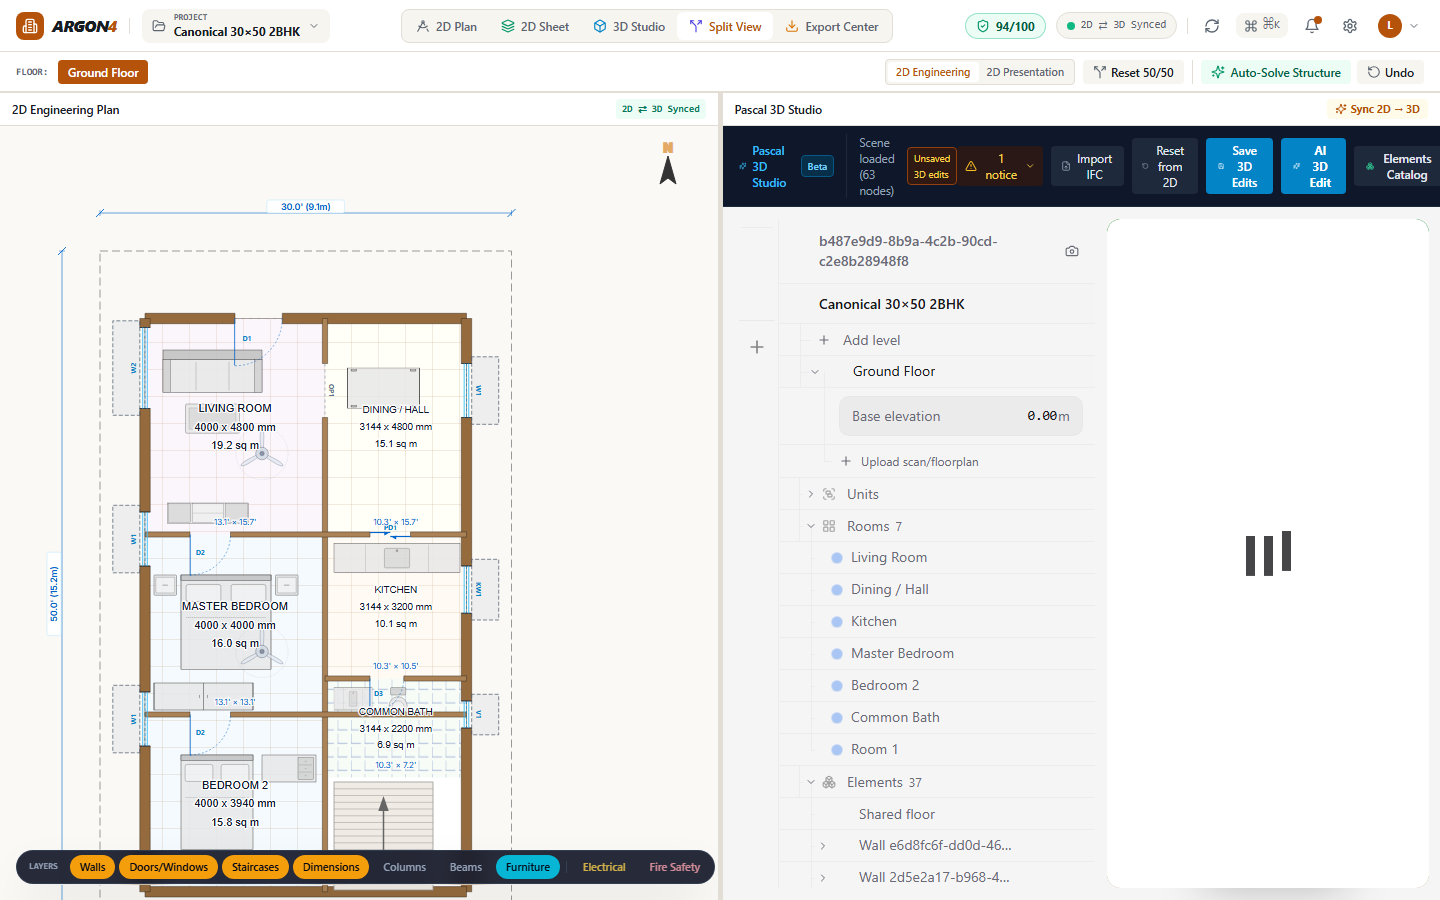 ARGON4
PROJECT
Canonical 30×50 2BHK
2D Plan
2D Sheet
3D Studio
Split View
Export Center
94/100
2D ⇄ 3D Synced
⌘ ⌘K
L
FLOOR:
Ground Floor
2D Engineering
2D Presentation
Reset 50/50
Auto-Solve Structure
Undo
2D Engineering Plan
2D ⇄ 3D Synced
Pascal 3D Studio
Sync 2D → 3D
Pascal
3D
Studio
Beta
Scene
loaded
(63
nodes)
Unsaved
3D edits
1
notice
Import
IFC
Reset
from
2D
Save
3D
Edits
AI
3D
Edit
Elements
Catalog
N
30.0' (9.1m)
50.0' (15.2m)
D1
W2
OP1
W1
LIVING ROOM
4000 x 4800 mm
19.2 sq m
13.1' × 15.7'
DINING / HALL
3144 x 4800 mm
15.1 sq m
10.3' × 15.7'
PD1
W1
D2
MASTER BEDROOM
4000 x 4000 mm
16.0 sq m
13.1' × 13.1'
KITCHEN
3144 x 3200 mm
10.1 sq m
10.3' × 10.5'
KW1
W1
D2
D3
COMMON BATH
3144 x 2200 mm
6.9 sq m
10.3' × 7.2'
V1
BEDROOM 2
4000 x 3940 mm
15.8 sq m
LAYERS
Walls
Doors/Windows
Staircases
Dimensions
Columns
Beams
Furniture
Electrical
Fire Safety
b487e9d9-8b9a-4c2b-90cd-
c2e8b28948f8
Canonical 30×50 2BHK
Add level
Ground Floor
Base elevation
0.00m
Upload scan/floorplan
Units
Rooms 7
Living Room
Dining / Hall
Kitchen
Master Bedroom
Bedroom 2
Common Bath
Room 1
Elements 37
Shared floor
Wall e6d8fc6f-dd0d-46...
Wall 2d5e2a17-b968-4...